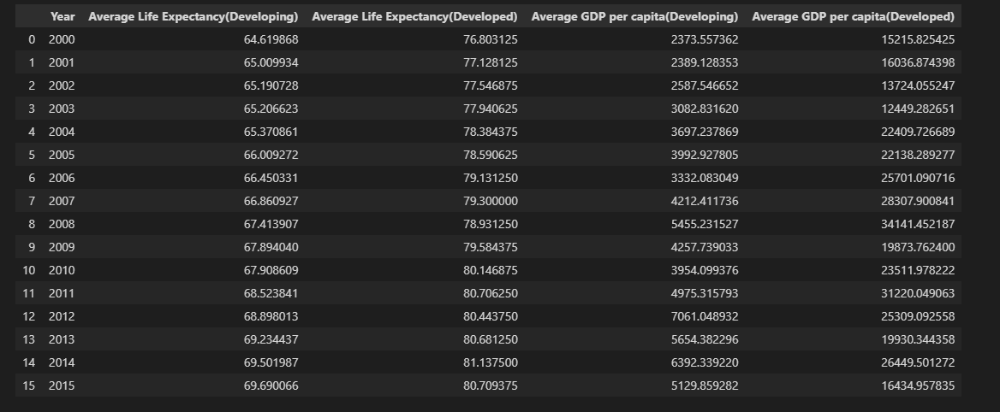 Year Average Life Expectancy(Developing) Average Life Expectancy(Developed) Average GDP per capita(Developing) Average GDP per capita(Developed)
0 2000 64.619868 76.803125 2373.557362 15215.825425
1 2001 65.009934 77.128125 2389.128353 16036.874398
2 2002 65.190728 77.546875 2587.546652 13724.055247
3 2003 65.206623 77.940625 3082.831620 12449.282651
4 2004 65.370861 78.384375 3697.237869 22409.726689
5 2005 66.009272 78.590625 3992.927805 22138.289277
6 2006 66.450331 79.131250 3332.083049 25701.090716
7 2007 66.860927 79.300000 4212.411736 28307.900841
8 2008 67.413907 78.931250 5455.231527 34141.452187
9 2009 67.894040 79.584375 4257.739033 19873.762400
10 2010 67.908609 80.146875 3954.099376 23511.978222
11 2011 68.523841 80.706250 4975.315793 31220.049063
12 2012 68.898013 80.443750 7061.048932 25309.092558
13 2013 69.234437 80.681250 5654.382296 19930.344358
14 2014 69.501987 81.137500 6392.339220 26449.501272
15 2015 69.690066 80.709375 5129.859282 16434.957835